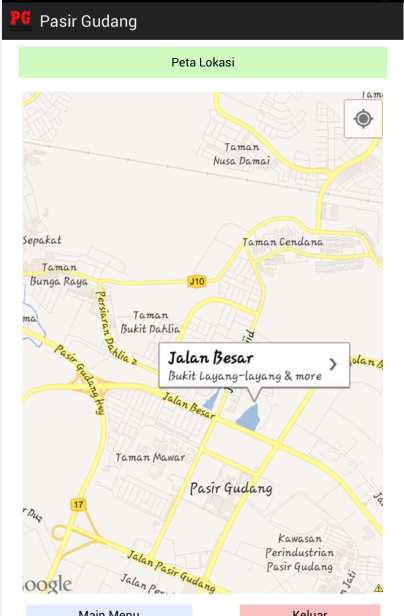 PG Pasir Gudang
Peta Lokasi
Taman
Nusa Damai
Sepakat
Taman Cendana
Taman
Bunga Raya
J10
Persiaran Dahlia 2
Taman
Bukit Dahlia
Jalan Besar
Bukit Layang-layang & more
Pasir Gudang Hwy
Jalan Besar
Taman Mawar
Pasir Gudang
17
Kawasan
Perindustrian
Pasir Gudang
Jalan Pasir Gudang
Jalan
oogle
Main Menu
Keluar